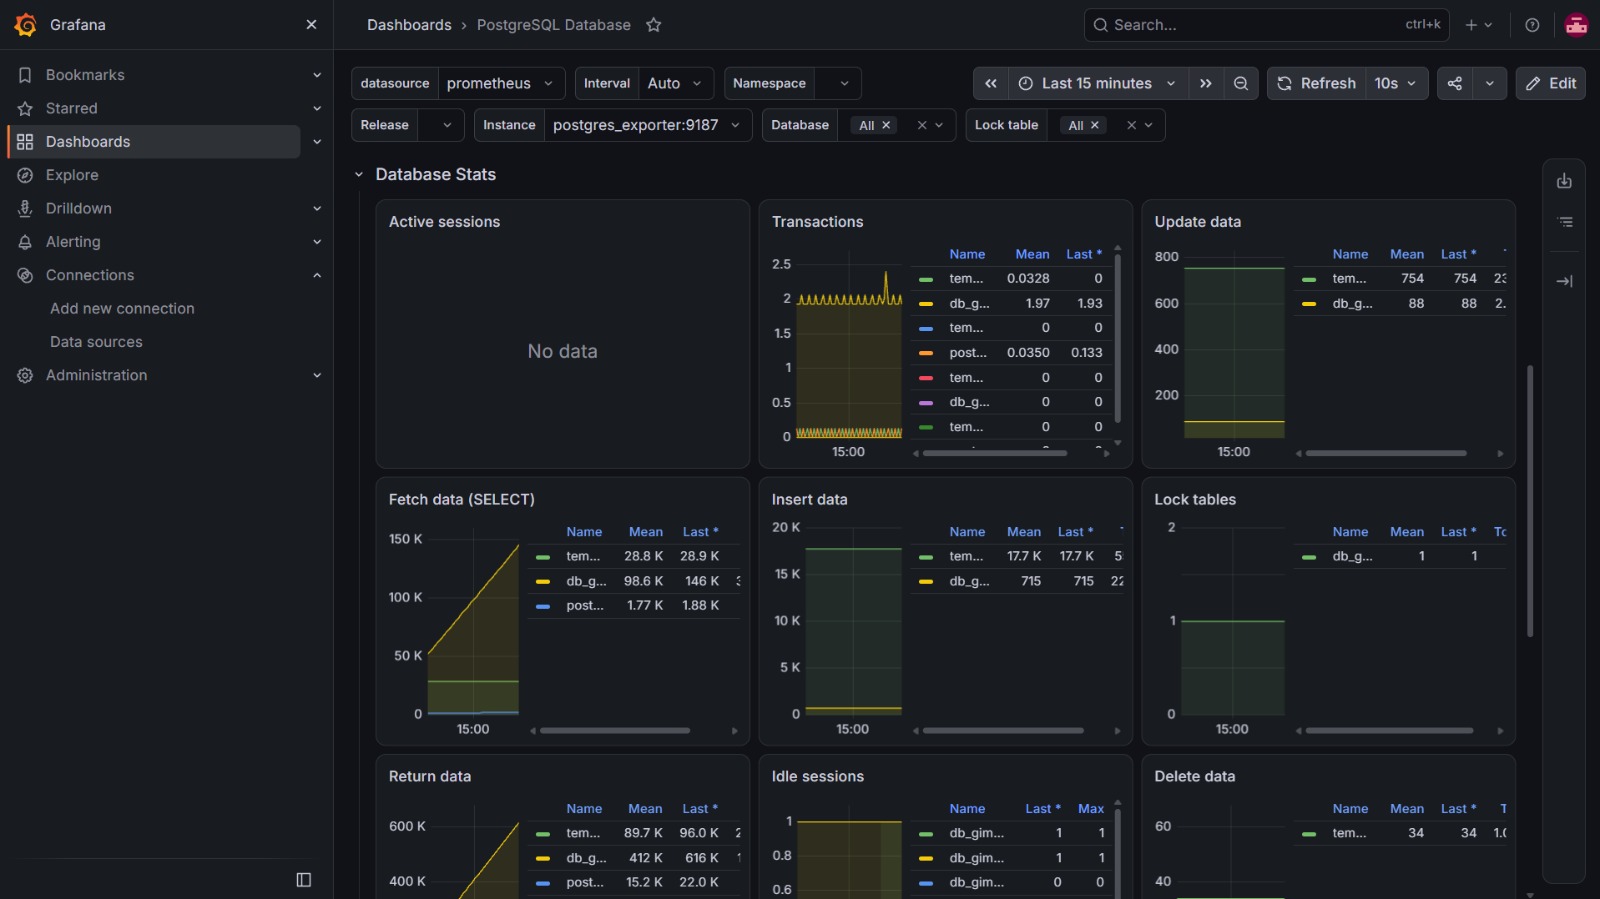 Grafana
Dashboards › PostgreSQL Database
Search...
ctrl+k
Bookmarks
Starred
Dashboards
Explore
Drilldown
Alerting
Connections
Add new connection
Data sources
Administration
datasource prometheus
Interval Auto
Namespace
Last 15 minutes
Refresh 10s
Edit
Release
Instance postgres_exporter:9187
Database All
Lock table All
Database Stats
Active sessions
No data
Transactions
2.5
2
1.5
1
0.5
0
15:00
Name Mean Last *
tem... 0.0328 0
db_g... 1.97 1.93
tem... 0 0
post... 0.0350 0.133
tem... 0 0
db_g... 0 0
tem... 0 0
Update data
800
600
400
200
15:00
Name Mean Last *
tem... 754 754 23
db_g... 88 88 2.
Fetch data (SELECT)
150 K
100 K
50 K
0
15:00
Name Mean Last *
tem... 28.8 K 28.9 K
db_g... 98.6 K 146 K
post... 1.77 K 1.88 K
Insert data
20 K
15 K
10 K
5 K
0
15:00
Name Mean Last *
tem... 17.7 K 17.7 K
db_g... 715 715 22
Lock tables
2
1
0
15:00
Name Mean Last * To
db_g... 1 1
Return data
600 K
400 K
Name Mean Last *
tem... 89.7 K 96.0 K
db_g... 412 K 616 K
post... 15.2 K 22.0 K
Idle sessions
1
0.8
0.6
Name Last * Max
db_gim... 1 1
db_gim... 1 1
db_gim... 0 0
Delete data
60
40
Name Mean Last *
tem... 34 34 1.0